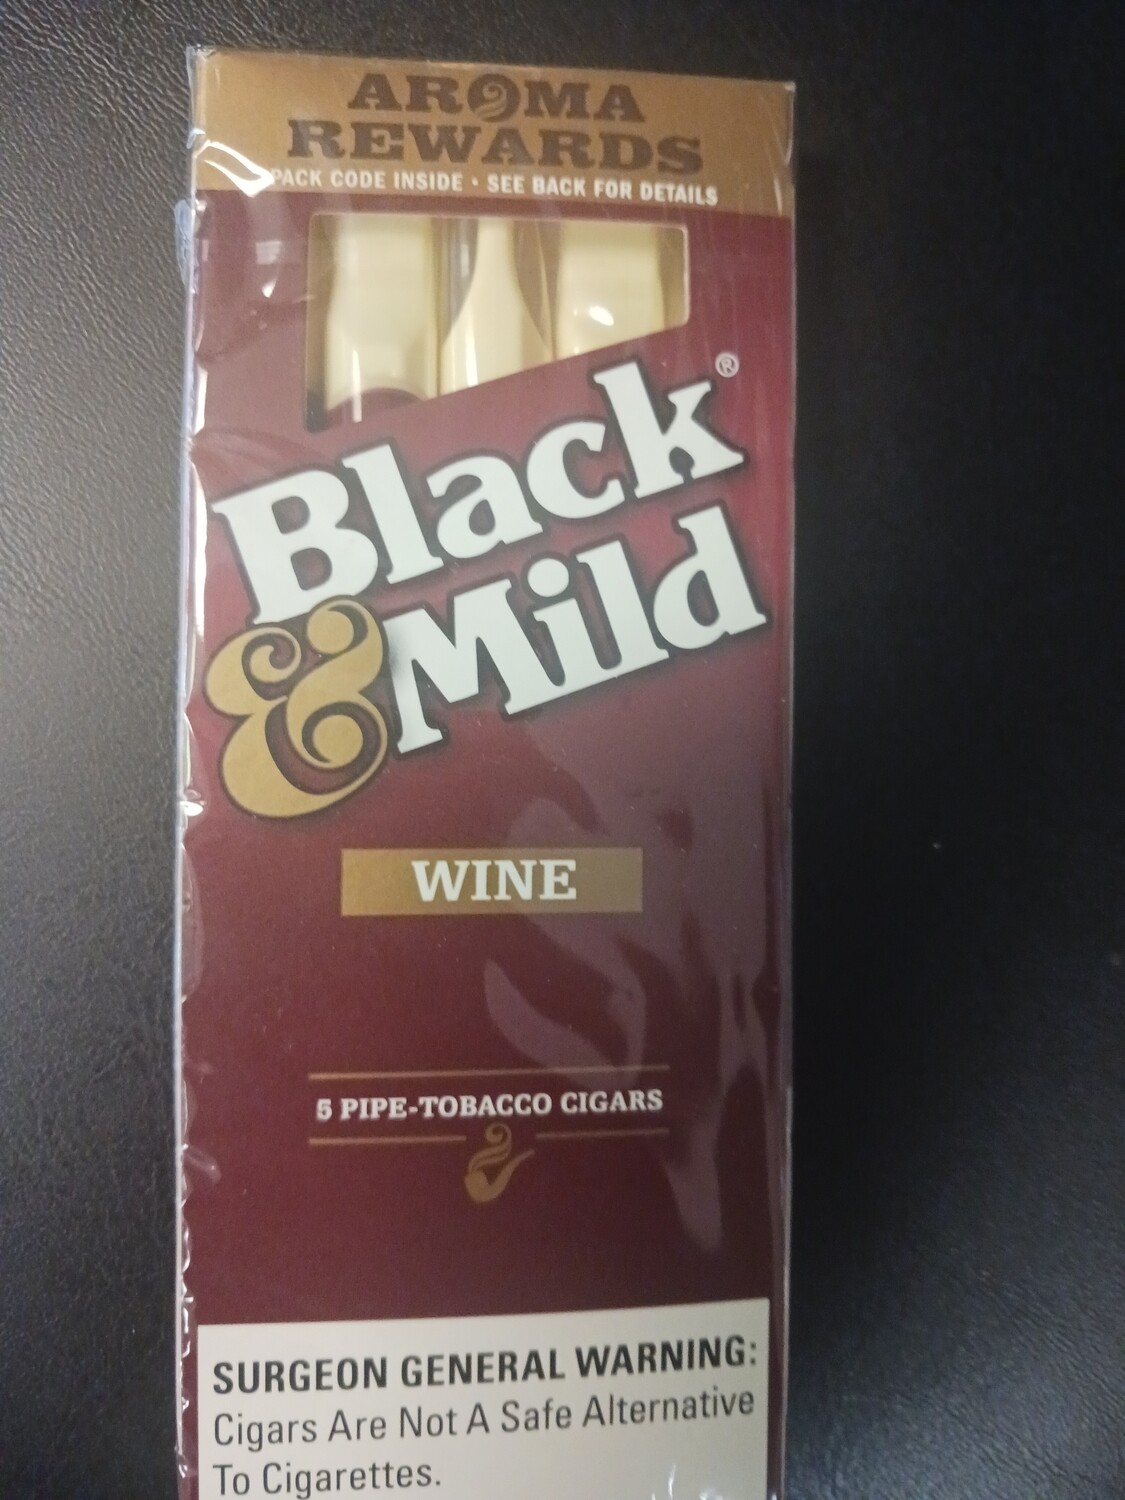 AROMA
REWARDS
PACK CODE INSIDE • SEE BACK FOR DETAILS
Black®
& Mild
WINE
5 PIPE-TOBACCO CIGARS
SURGEON GENERAL WARNING:
Cigars Are Not A Safe Alternative
To Cigarettes.